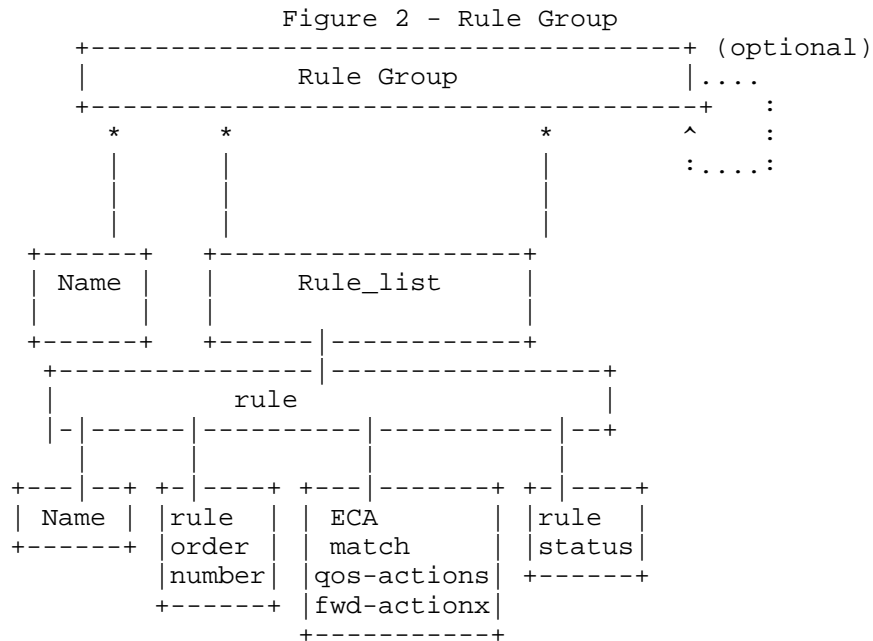 Figure 2 - Rule Group
(optional)
Rule Group
Name Rule_list
rule
Name rule ECA rule
order match status
number qos-actions
fwd-actionx